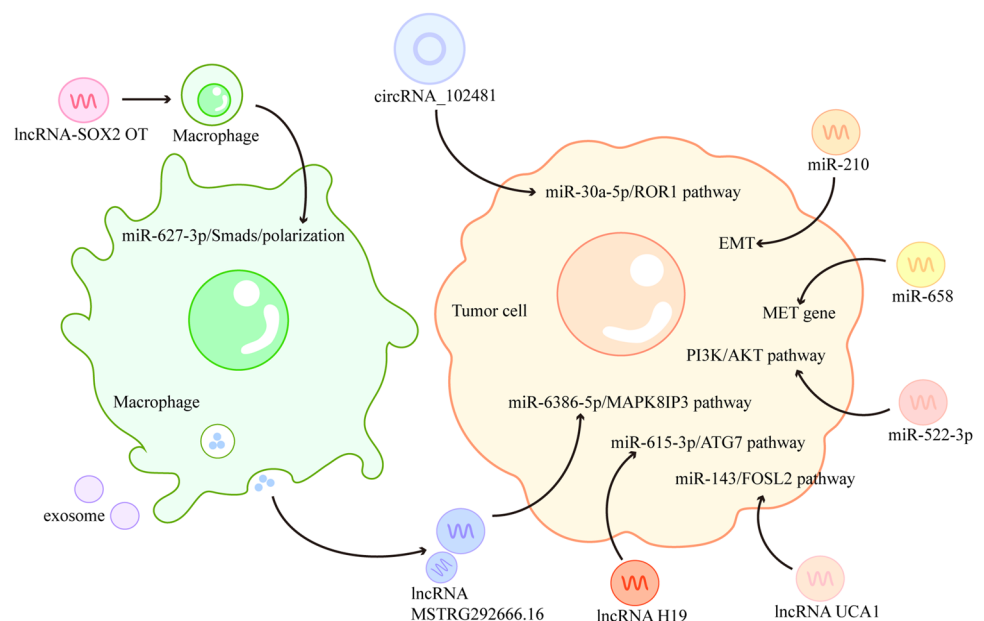 circRNA_102481
lncRNA-SOX2 OT
Macrophage
miR-210
miR-30a-5p/ROR1 pathway
miR-627-3p/Smads/polarization
EMT
miR-658
Tumor cell
MET gene
PI3K/AKT pathway
Macrophage
miR-6386-5p/MAPK8IP3 pathway
miR-522-3p
miR-615-3p/ATG7 pathway
miR-143/FOSL2 pathway
exosome
lncRNA
MSTRG292666.16
lncRNA H19
lncRNA UCA1